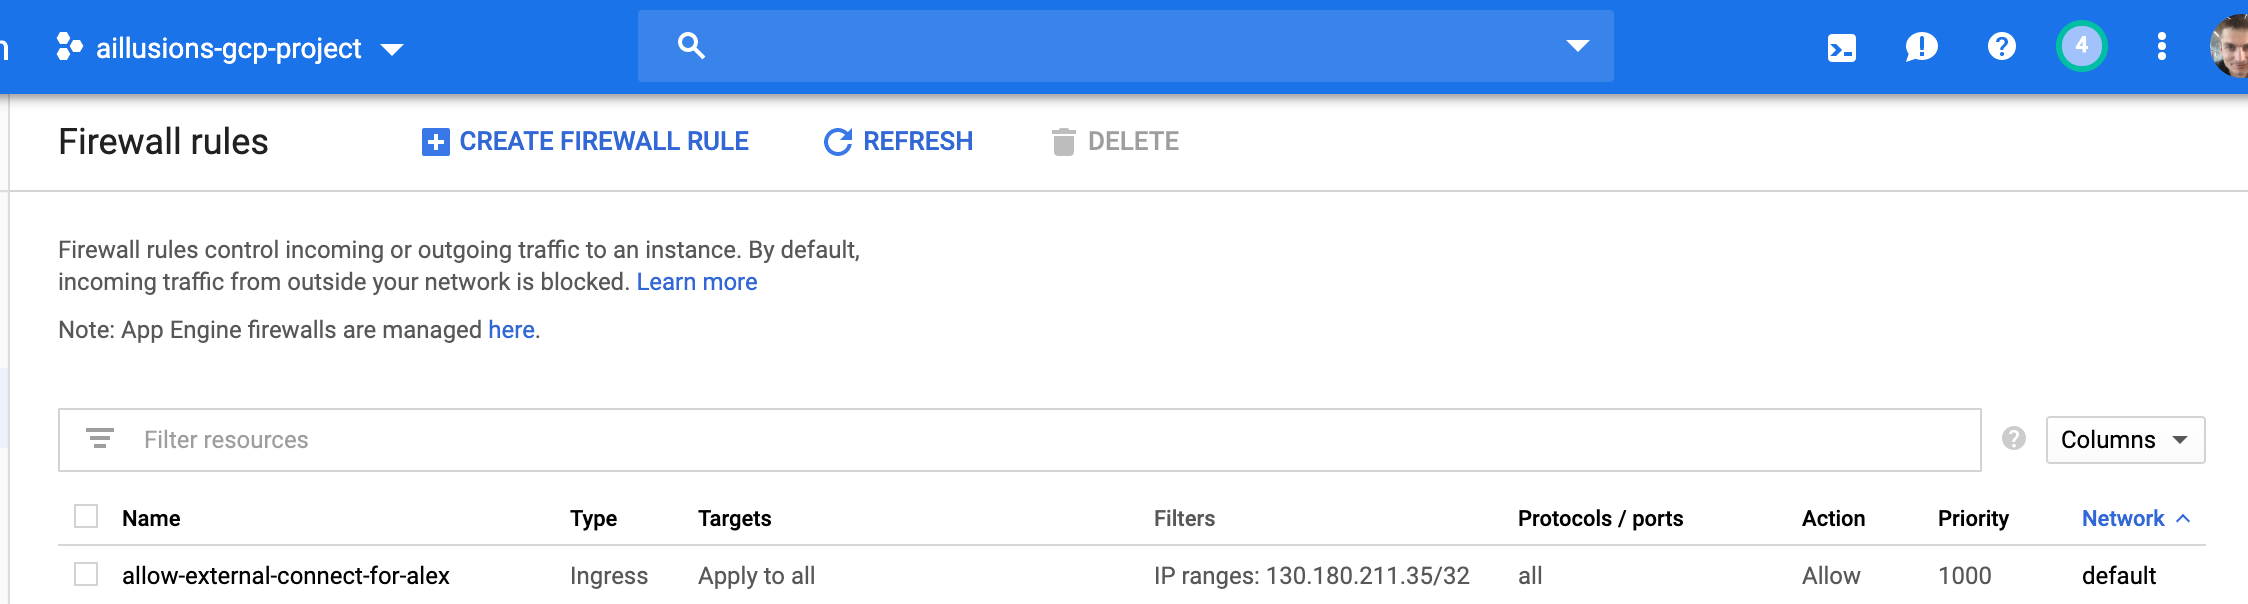 aillusions-gcp-project
4
Firewall rules CREATE FIREWALL RULE REFRESH DELETE
Firewall rules control incoming or outgoing traffic to an instance. By default,
incoming traffic from outside your network is blocked. Learn more
Note: App Engine firewalls are managed here.
Filter resources Columns
Name Type Targets Filters Protocols / ports Action Priority Network
allow-external-connect-for-alex Ingress Apply to all IP ranges: 130.180.211.35/32 all Allow 1000 default